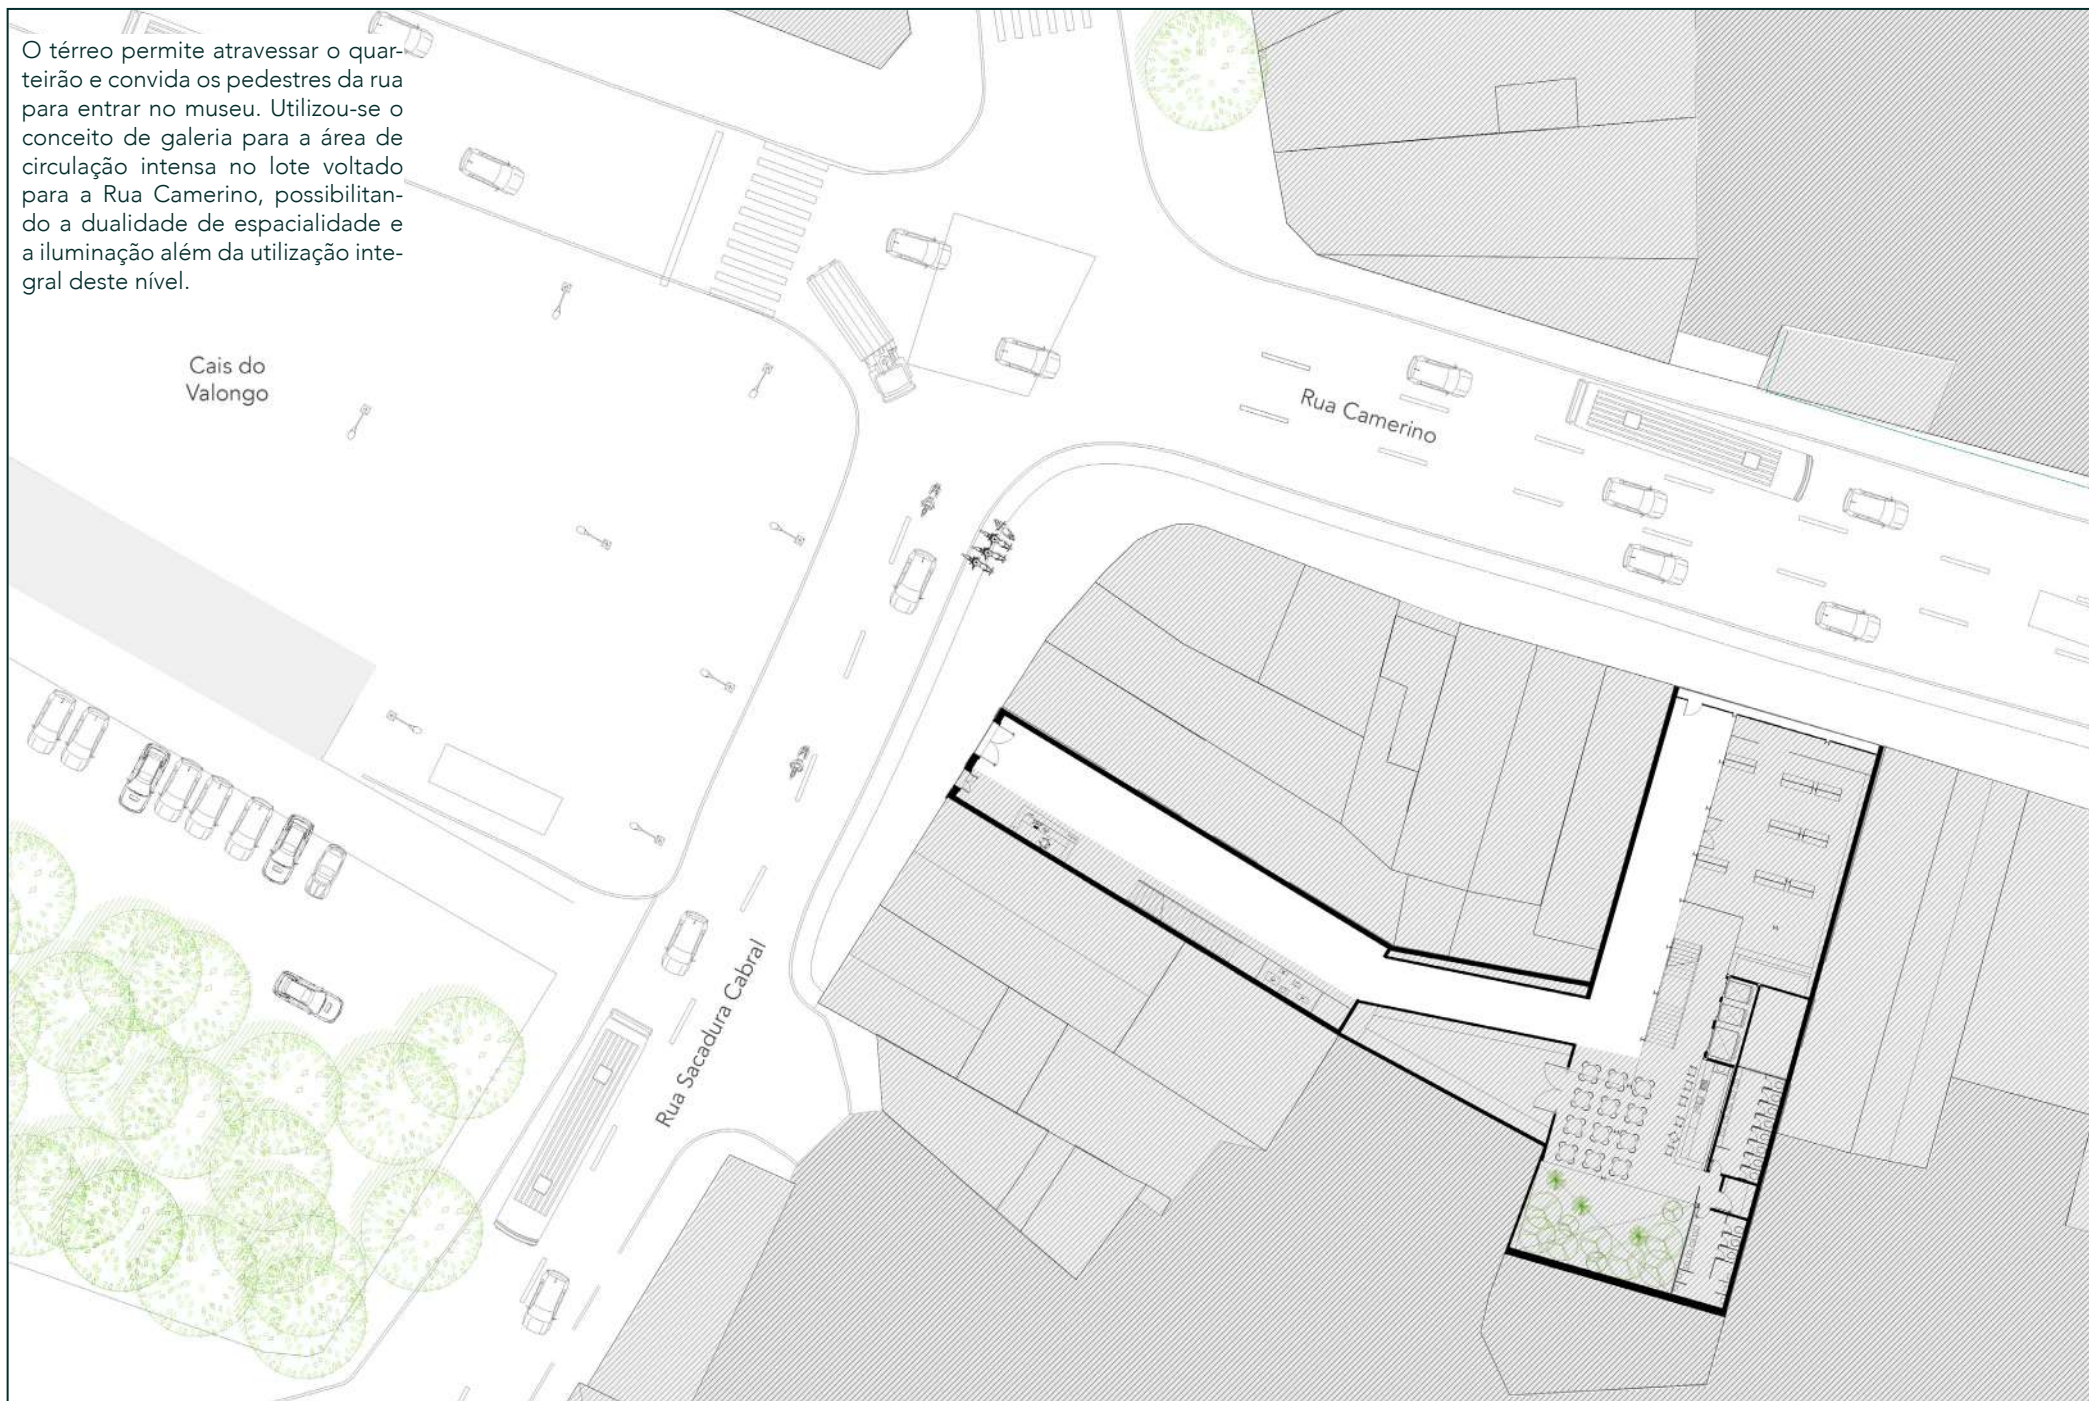 O térreo permite atravessar o quar-
teirão e convida os pedestres da rua
para entrar no museu. Utilizou-se o
conceito de galeria para a área de
circulação intensa no lote voltado
para a Rua Camerino, possibilitan-
do a dualidade de espacialidade e
a iluminação além da utilização inte-
gral deste nível.
Cais do
Valongo
Rua Camerino
Rua Sacadura Cabral